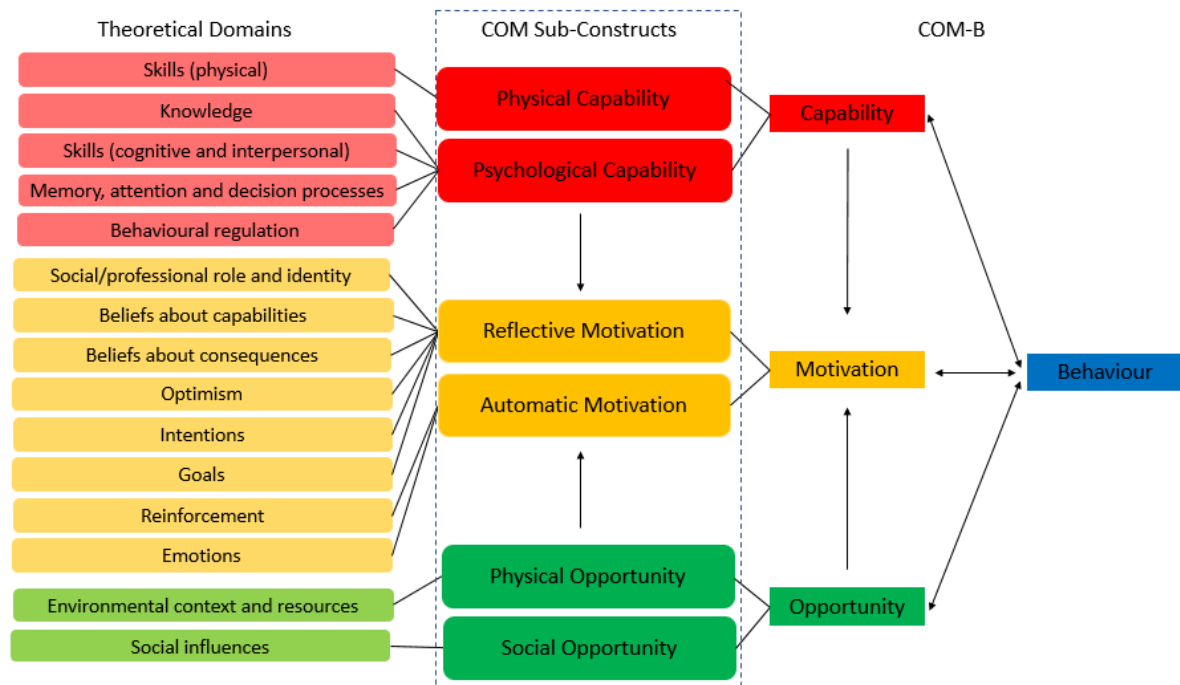 Theoretical Domains
COM Sub-Constructs
COM-B
Skills (physical)
Knowledge
Skills (cognitive and interpersonal)
Memory, attention and decision processes
Behavioural regulation
Social/professional role and identity
Beliefs about capabilities
Beliefs about consequences
Optimism
Intentions
Goals
Reinforcement
Emotions
Environmental context and resources
Social influences
Physical Capability
Psychological Capability
Reflective Motivation
Automatic Motivation
Physical Opportunity
Social Opportunity
Capability
Motivation
Opportunity
Behaviour